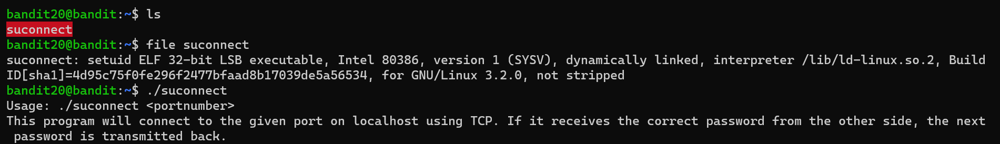 bandit20@bandit:~$ ls
suconnect
bandit20@bandit:~$ file suconnect
suconnect: setuid ELF 32-bit LSB executable, Intel 80386, version 1 (SYSV), dynamically linked, interpreter /lib/ld-linux.so.2, Build
ID[sha1]=4d95c75f0fe296f2477bfaad8b17039de5a56534, for GNU/Linux 3.2.0, not stripped
bandit20@bandit:~$ ./suconnect
Usage: ./suconnect <portnumber>
This program will connect to the given port on localhost using TCP. If it receives the correct password from the other side, the next
 password is transmitted back.